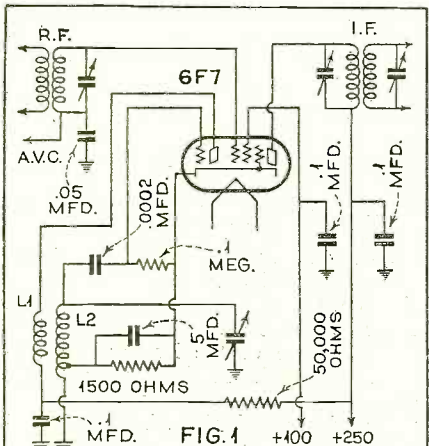 R.F.
I.F.
6F7
A.V.C.
.05
MFD.
.0002
MFD.
.1
MEG.
.1
MFD.
.1
MFD.
L1
L2
.5
MFD.
1500 OHMS
50,000
OHMS
.1
MFD.
FIG.1
+100
+250